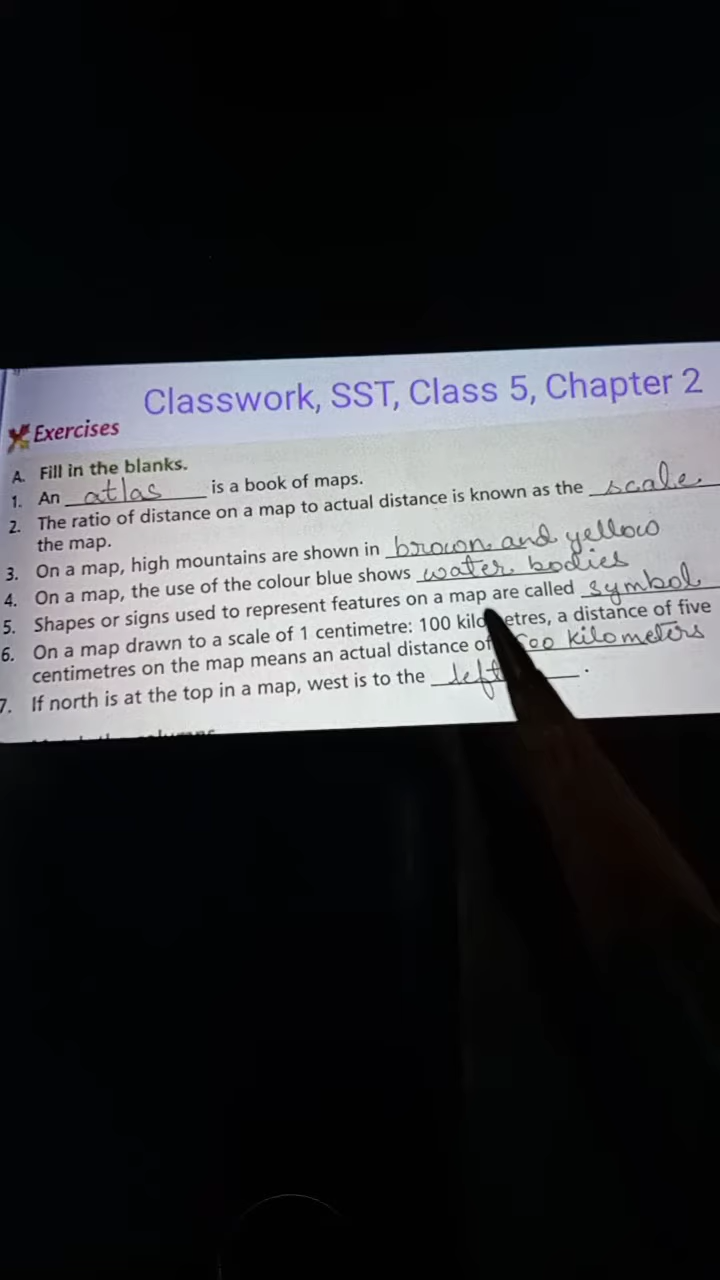 Classwork, SST, Class 5, Chapter 2
Exercises
A. Fill in the blanks.
1. An atlas is a book of maps.
2. The ratio of distance on a map to actual distance is known as the scale
the map.
3. On a map, high mountains are shown in brown and yellow
4. On a map, the use of the colour blue shows water bodies
5. Shapes or signs used to represent features on a map are called symbol
6. On a map drawn to a scale of 1 centimetre: 100 kilometres, a distance of five
centimetres on the map means an actual distance of 500 kilometers
7. If north is at the top in a map, west is to the left.